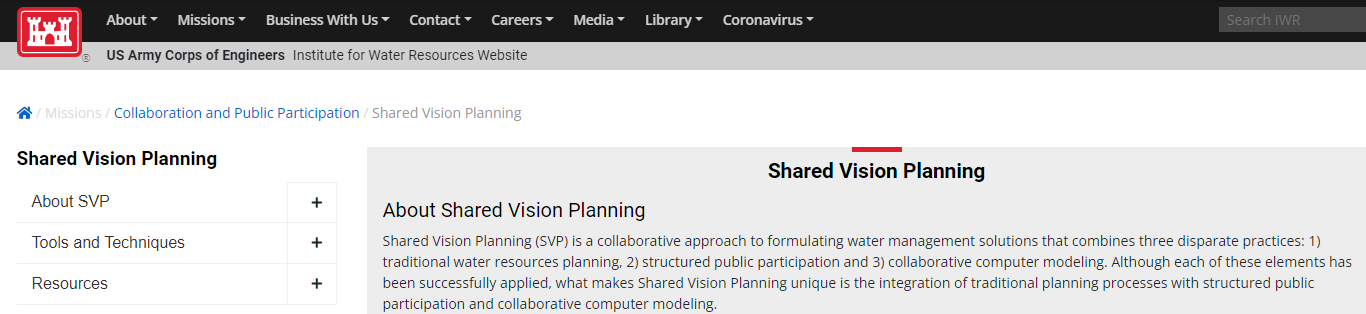 About Missions Business With Us Contact Careers Media Library Coronavirus Search IWR
® US Army Corps of Engineers Institute for Water Resources Website
/ Missions / Collaboration and Public Participation / Shared Vision Planning
Shared Vision Planning
About SVP +
Tools and Techniques +
Resources +
Shared Vision Planning
About Shared Vision Planning
Shared Vision Planning (SVP) is a collaborative approach to formulating water management solutions that combines three disparate practices: 1)
traditional water resources planning, 2) structured public participation and 3) collaborative computer modeling. Although each of these elements has
been successfully applied, what makes Shared Vision Planning unique is the integration of traditional planning processes with structured public
participation and collaborative computer modeling.